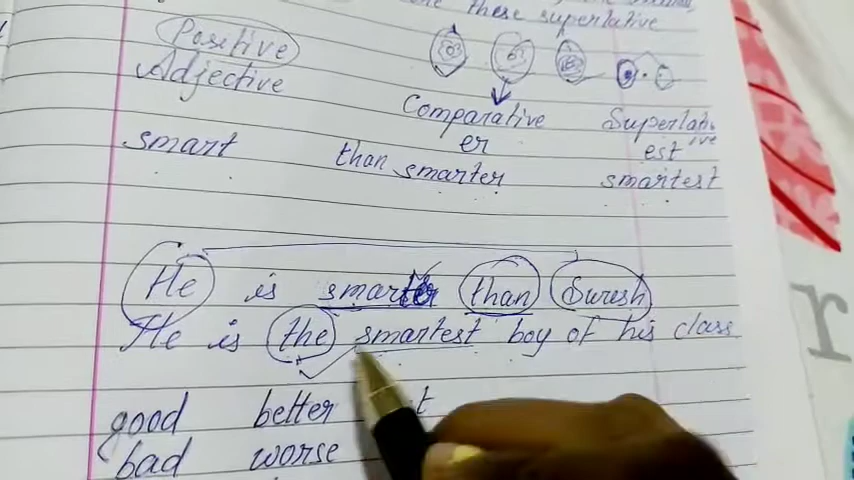 these superlative
Positive
Adjective
Comparative
er
Superlative
est
smart
than smarter
smartest
He is smarter than Suresh
He is the smartest boy of his class
good better
bad worse